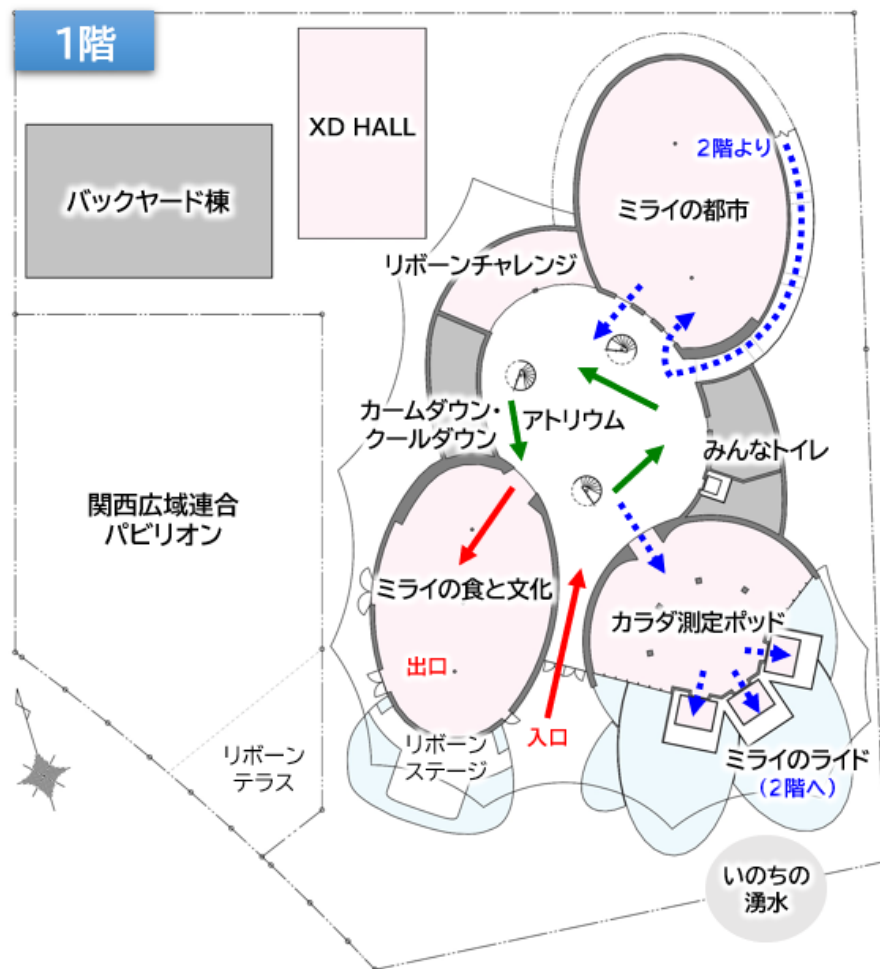 1階
XD HALL
バックヤード棟
2階より
ミライの都市
リボーンチャレンジ
カームダウン・
クールダウン
アトリウム
みんなトイレ
関西広域連合
パビリオン
ミライの食と文化
カラダ測定ポッド
出口
入口
リボーン
ステージ
リボーン
テラス
ミライのライド
(2階へ)
いのちの
湧水